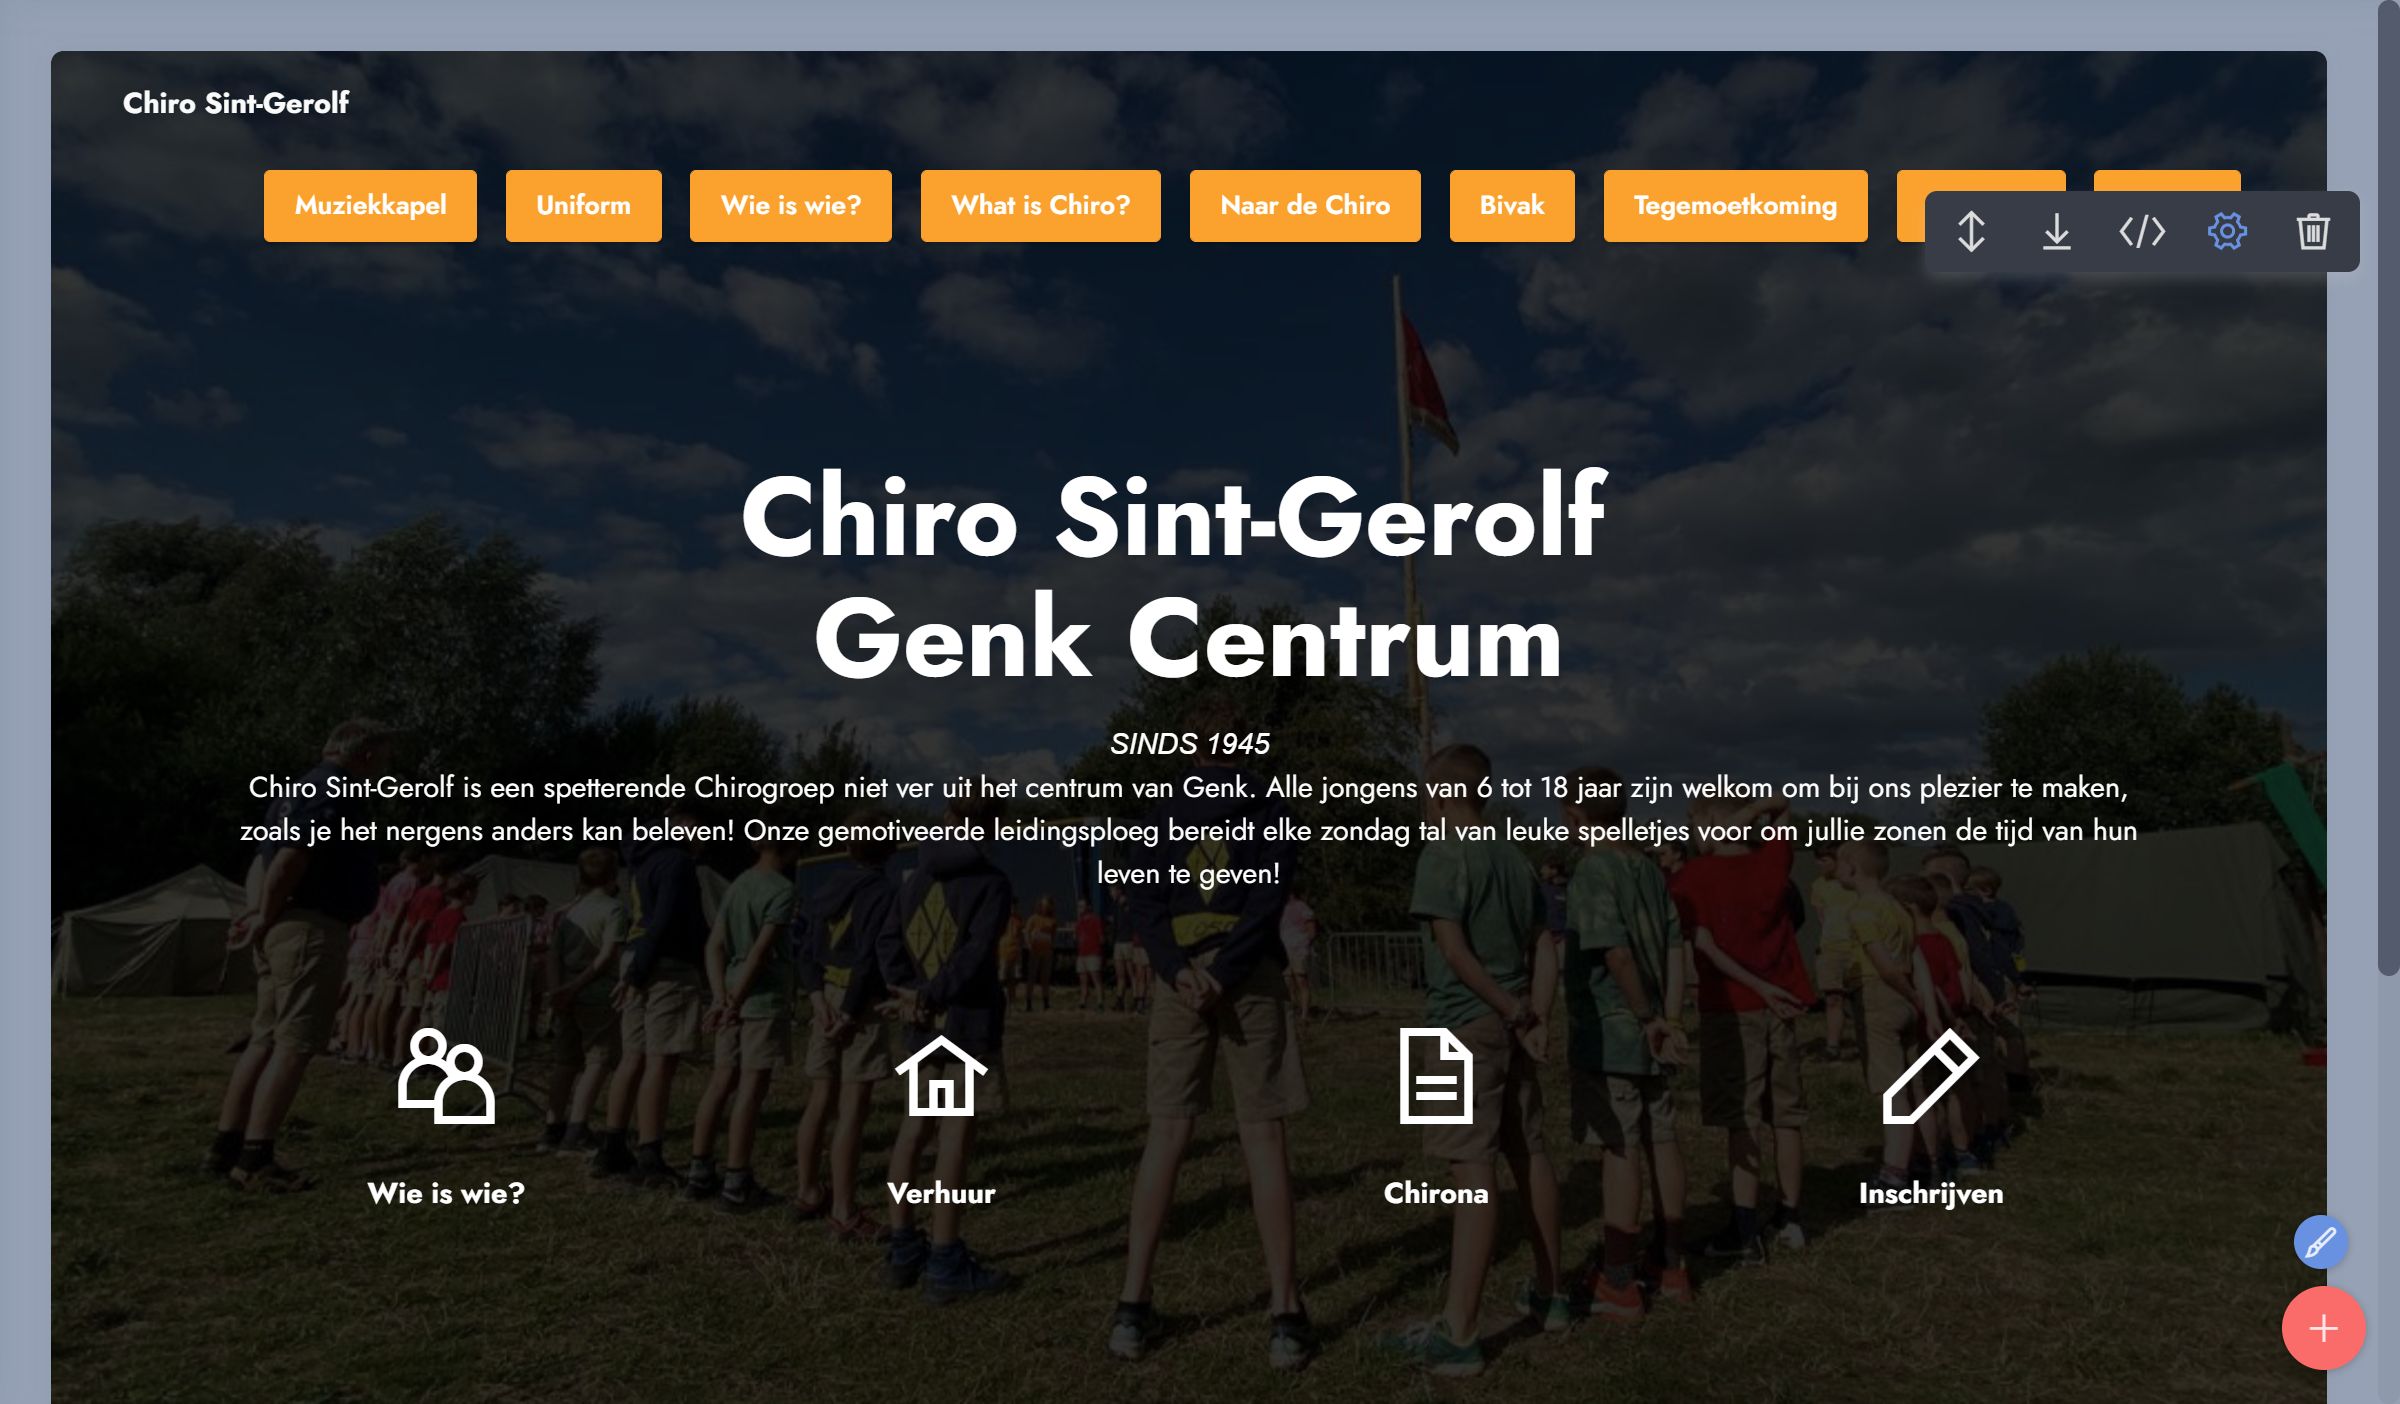 Chiro Sint-Gerolf
Muziekkapel Uniform Wie is wie? What is Chiro? Naar de Chiro Bivak Tegemoetkoming
Chiro Sint-Gerolf
Genk Centrum
SINDS 1945
Chiro Sint-Gerolf is een spetterende Chirogroep niet ver uit het centrum van Genk. Alle jongens van 6 tot 18 jaar zijn welkom om bij ons plezier te maken,
zoals je het nergens anders kan beleven! Onze gemotiveerde leidingsploeg bereidt elke zondag tal van leuke spelletjes voor om jullie zonen de tijd van hun
leven te geven!
Wie is wie? Verhuur Chirona Inschrijven